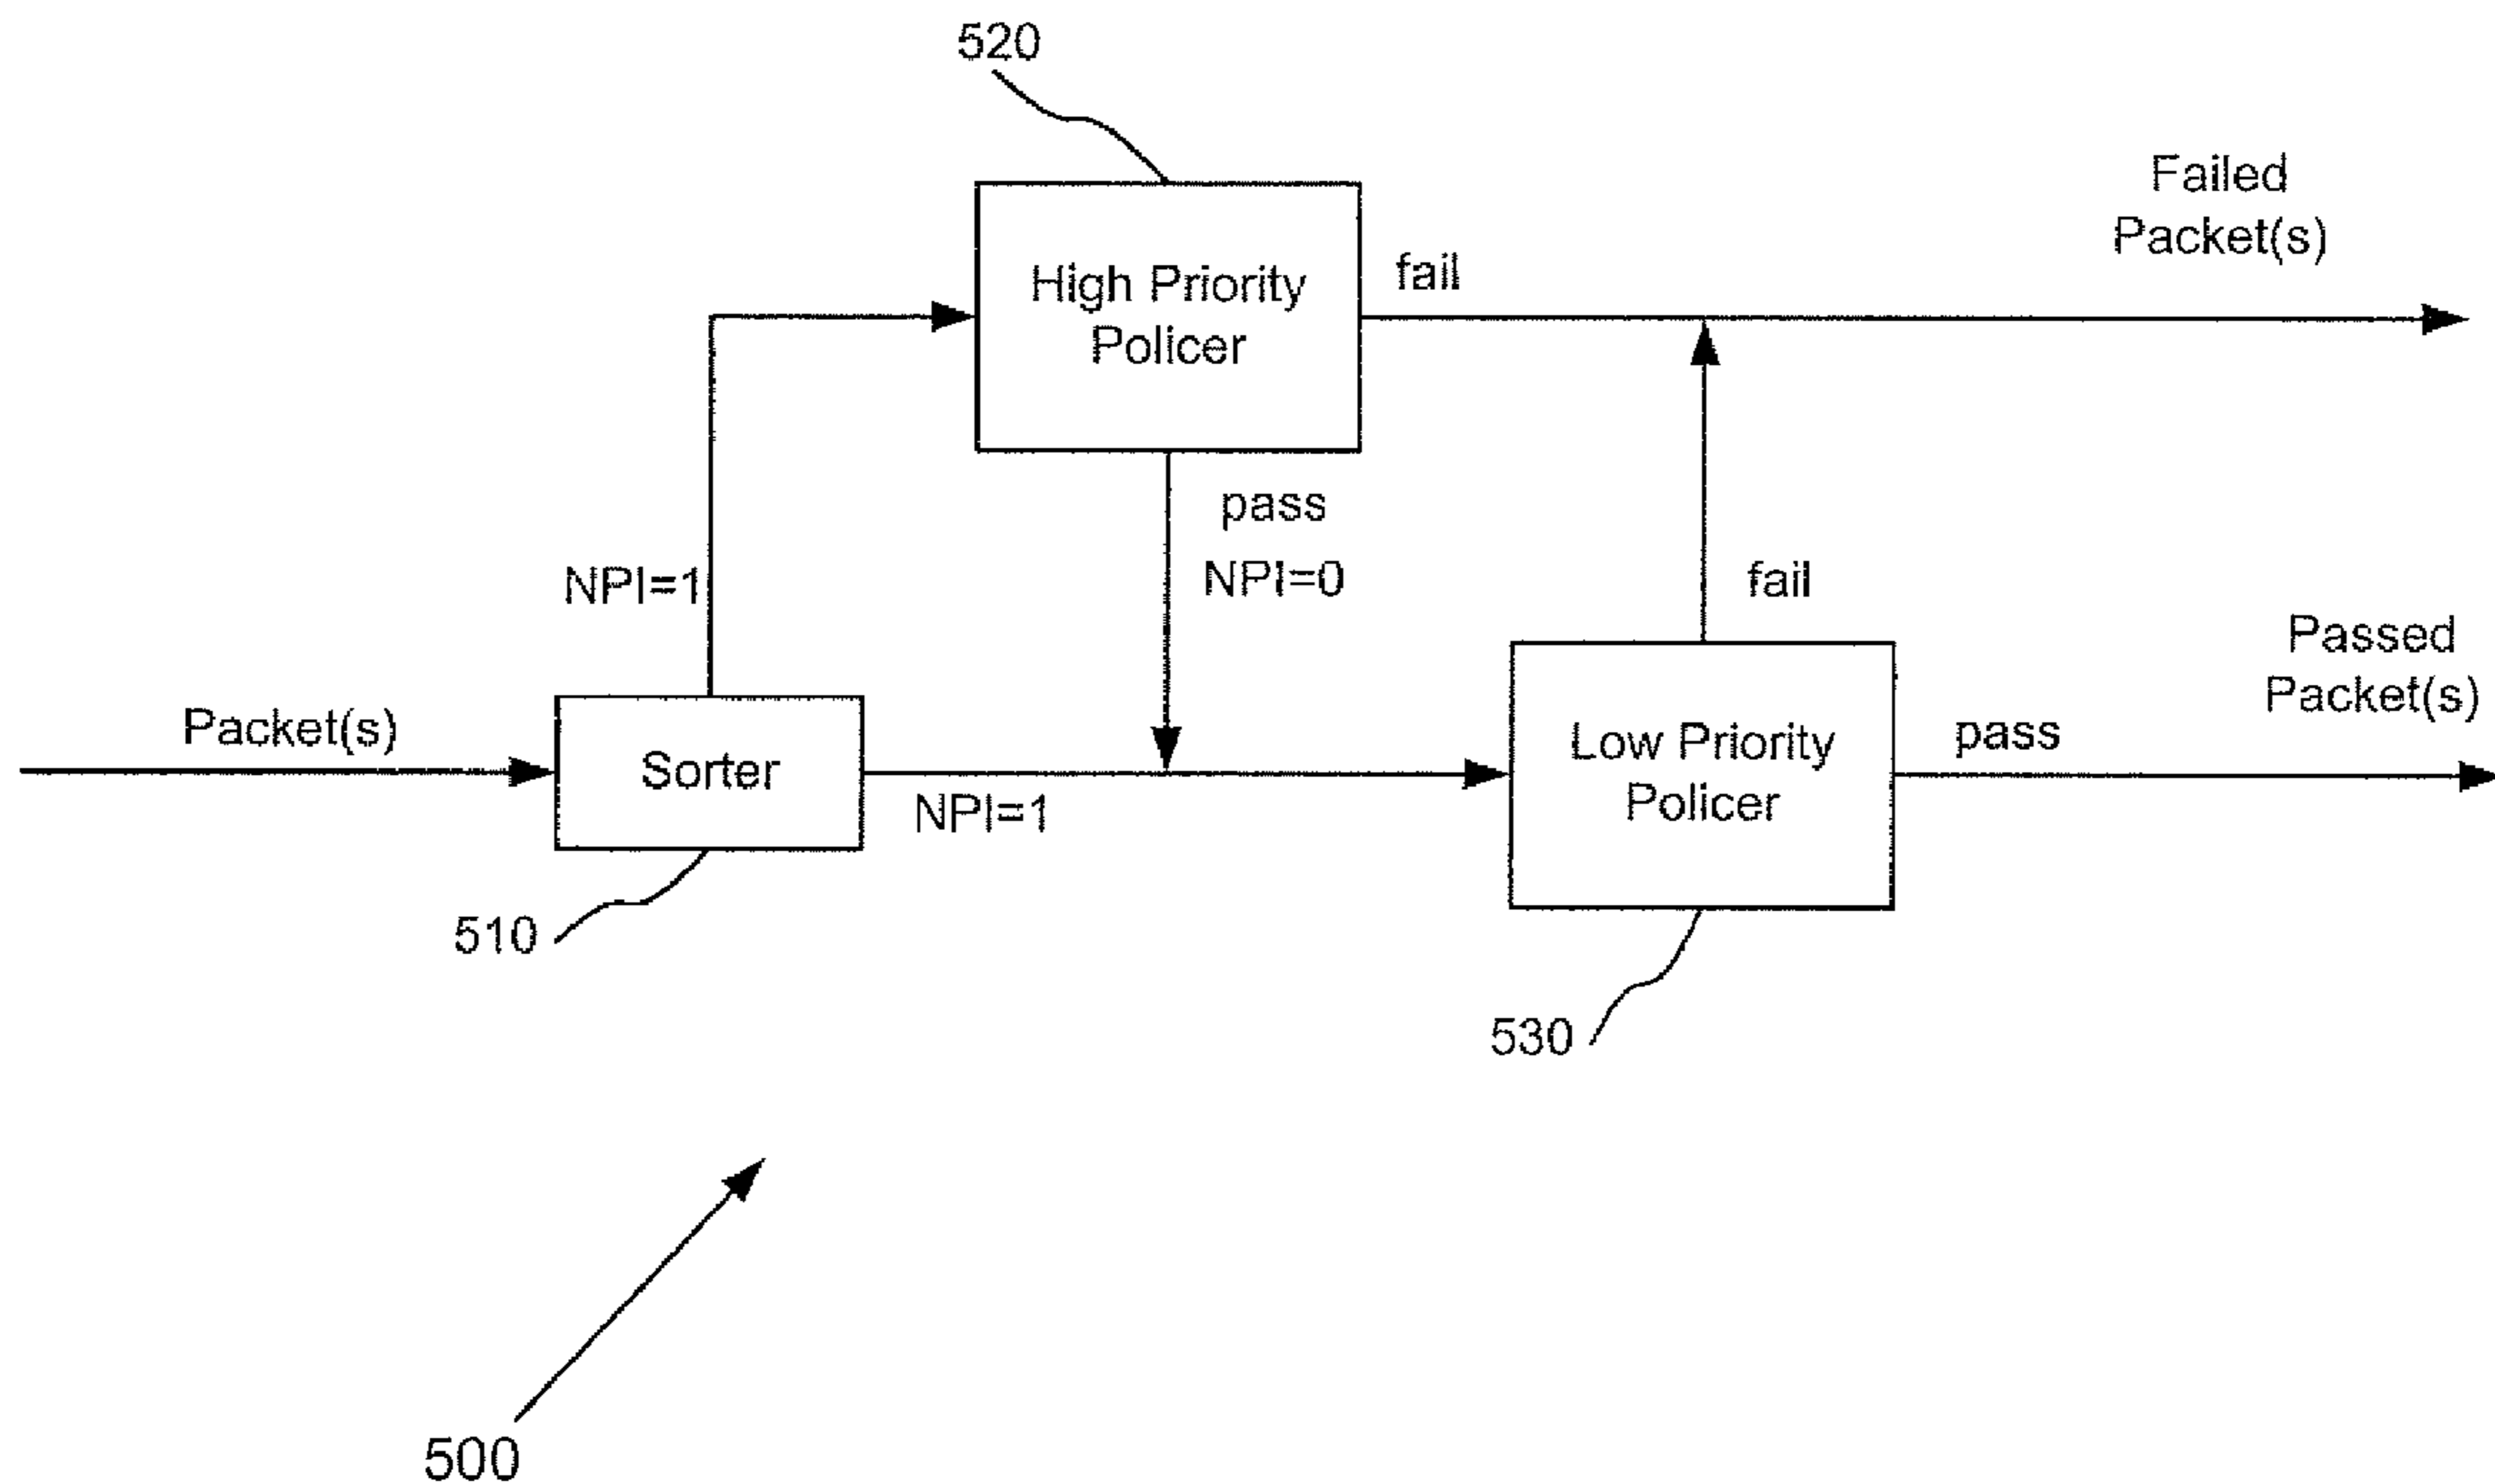 520
Failed
Packet(s)
High Priority
Policer
fail
pass
NPI=0
NPI=1
fail
Passed
Packet(s)
Packet(s)
Sorter
NPI=1
Low Priority
Policer
pass
510
530
500